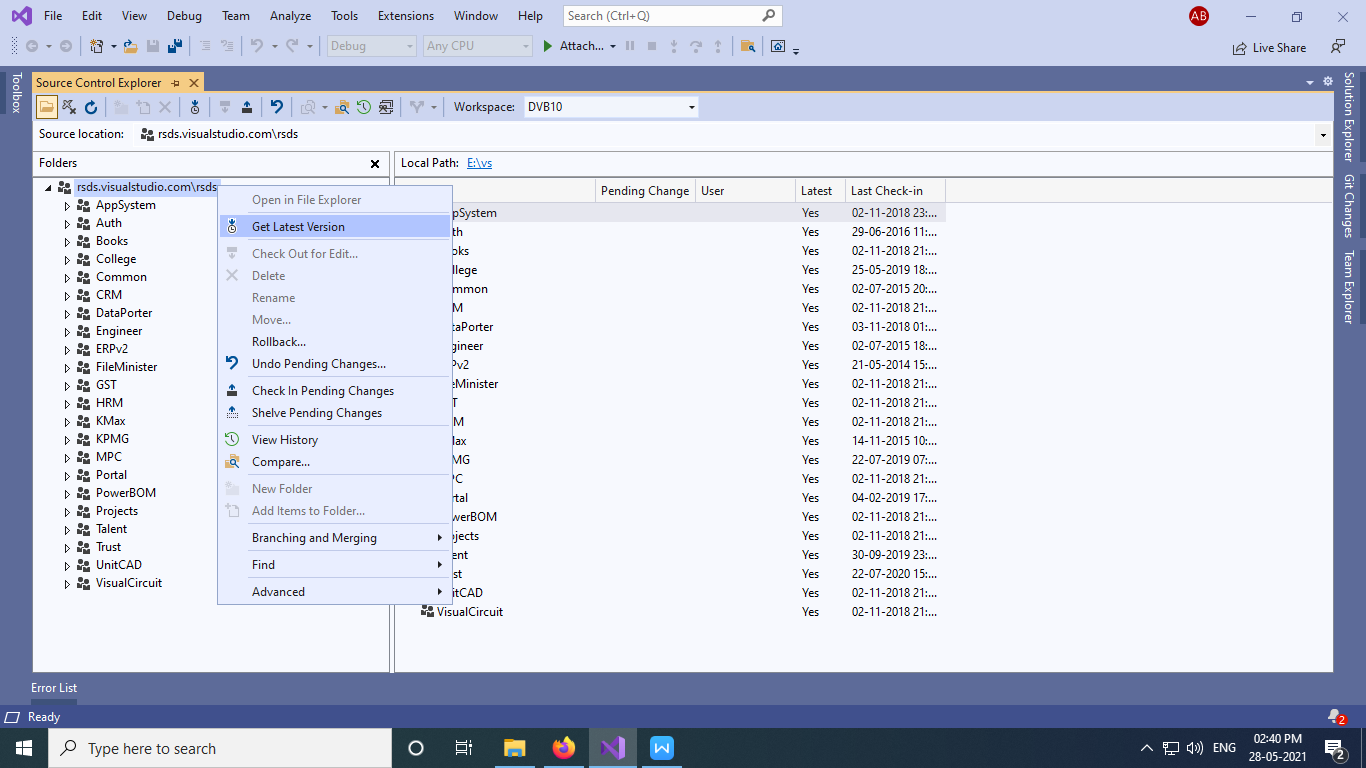 File Edit View Debug Team Analyze Tools Extensions Window Help Search (Ctrl+Q) AB
Debug Any CPU Attach... Live Share
Toolbox
Source Control Explorer
Workspace: DVB10
Source location: rsds.visualstudio.com\rsds
Folders
rsds.visualstudio.com\rsds
AppSystem
Auth
Books
College
Common
CRM
DataPorter
Engineer
ERPv2
FileMinister
GST
HRM
KMax
KPMG
MPC
Portal
PowerBOM
Projects
Talent
Trust
UnitCAD
VisualCircuit
Open in File Explorer
Get Latest Version
Check Out for Edit...
Delete
Rename
Move...
Rollback...
Undo Pending Changes...
Check In Pending Changes
Shelve Pending Changes
View History
Compare...
New Folder
Add Items to Folder...
Branching and Merging
Find
Advanced
Local Path: E:\vs
Pending Change User Latest Last Check-in
pSystem Yes 02-11-2018 23:...
th Yes 29-06-2016 11:...
oks Yes 02-11-2018 21:...
llege Yes 25-05-2019 18:...
mmon Yes 02-07-2015 20:...
M Yes 02-11-2018 21:...
taPorter Yes 03-11-2018 01:...
gineer Yes 02-07-2015 18:...
Pv2 Yes 21-05-2014 15:...
eMinister Yes 02-11-2018 21:...
T Yes 02-11-2018 21:...
M Yes 02-11-2018 21:...
ax Yes 14-11-2015 10:...
MG Yes 22-07-2019 07:...
C Yes 02-11-2018 21:...
rtal Yes 04-02-2019 17:...
werBOM Yes 02-11-2018 21:...
ojects Yes 02-11-2018 21:...
ent Yes 30-09-2019 23:...
st Yes 22-07-2020 15:...
itCAD Yes 02-11-2018 21:...
VisualCircuit Yes 02-11-2018 21:...
Solution Explorer
Git Changes
Team Explorer
Error List
Ready 2
Type here to search
ENG
02:40 PM
28-05-2021
2